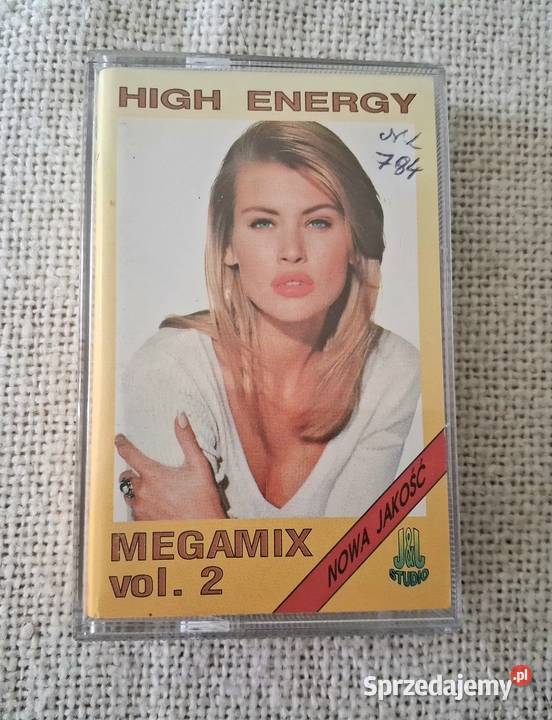 HIGH ENERGY
784
MEGAMIX
vol. 2
NOWA JAKOŚĆ
J&L
STUDIO
Sprzedajemy.pl